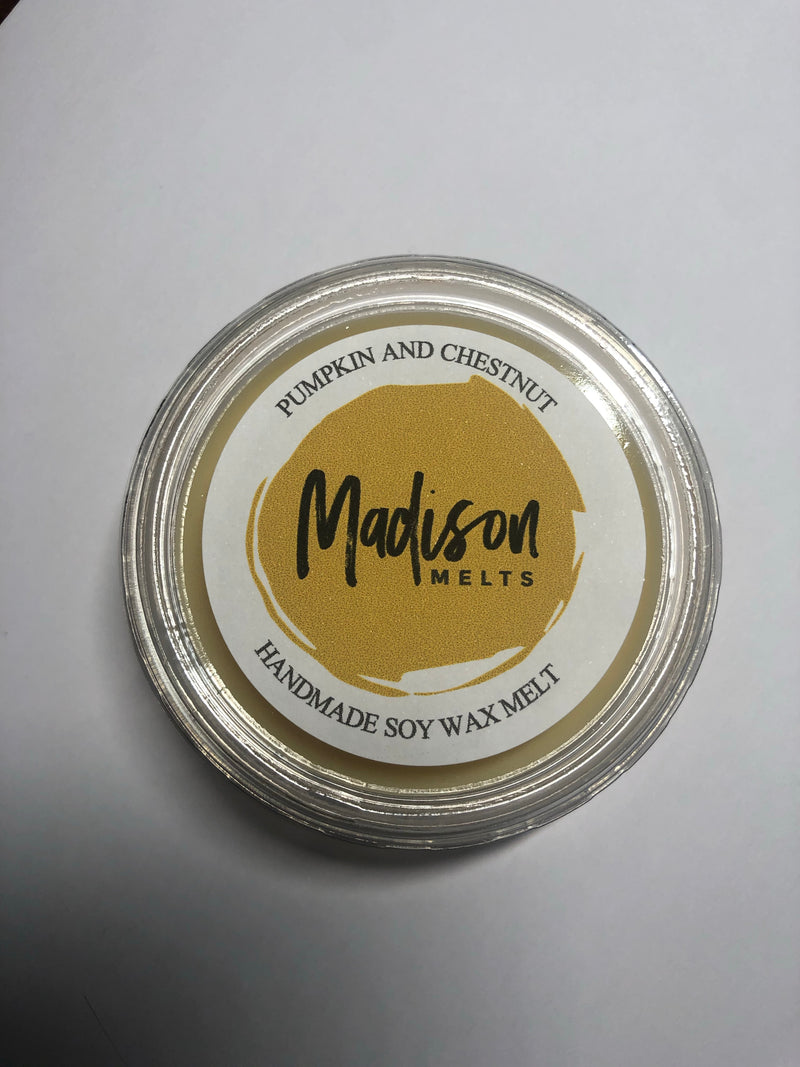 PUMPKIN AND CHESTNUT
Madison
MELTS
HANDMADE SOY WAX MELT